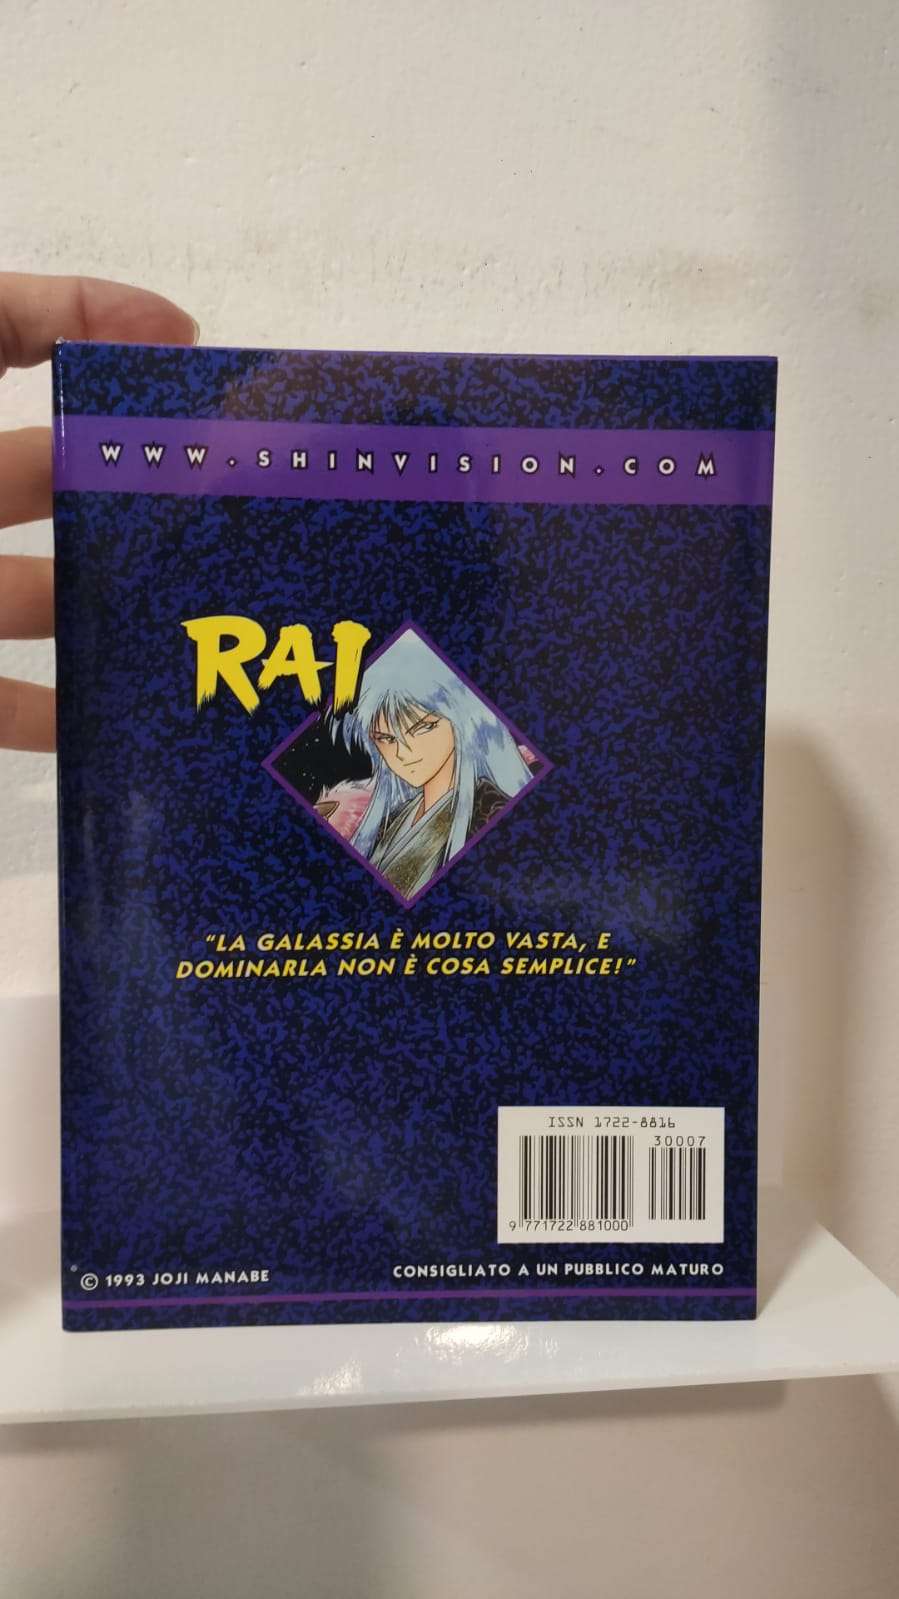 WWW.SHINVISION.COM
RAI
"LA GALASSIA È MOLTO VASTA, E
DOMINARLA NON È COSA SEMPLICE!"
ISSN 1722-8816
30007
9 771722 881000
© 1993 JOJI MANABE
CONSIGLIATO A UN PUBBLICO MATURO